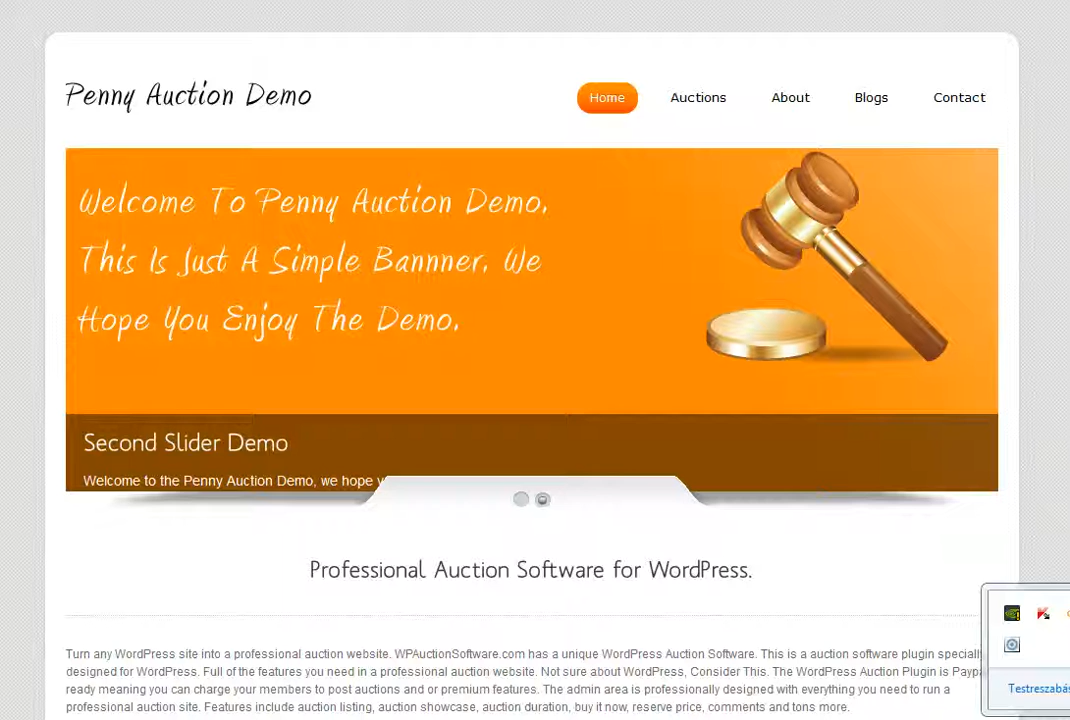 Penny Auction Demo
Home Auctions About Blogs Contact
Welcome To Penny Auction Demo.
This Is Just A Simple Bannner. We
Hope You Enjoy The Demo.
Second Slider Demo
Welcome to the Penny Auction Demo, we hope
Professional Auction Software for WordPress.
Turn any WordPress site into a professional auction website. WPAuctionSoftware.com has a unique WordPress Auction Software. This is a auction software plugin specially
designed for WordPress. Full of the features you need in a professional auction website. Not sure about WordPress, Consider This. The WordPress Auction Plugin is Paypa
ready meaning you can charge your members to post auctions and or premium features. The admin area is professionally designed with everything you need to run a
professional auction site. Features include auction listing, auction showcase, auction duration, buy it now, reserve price, comments and tons more.
Testreszabás